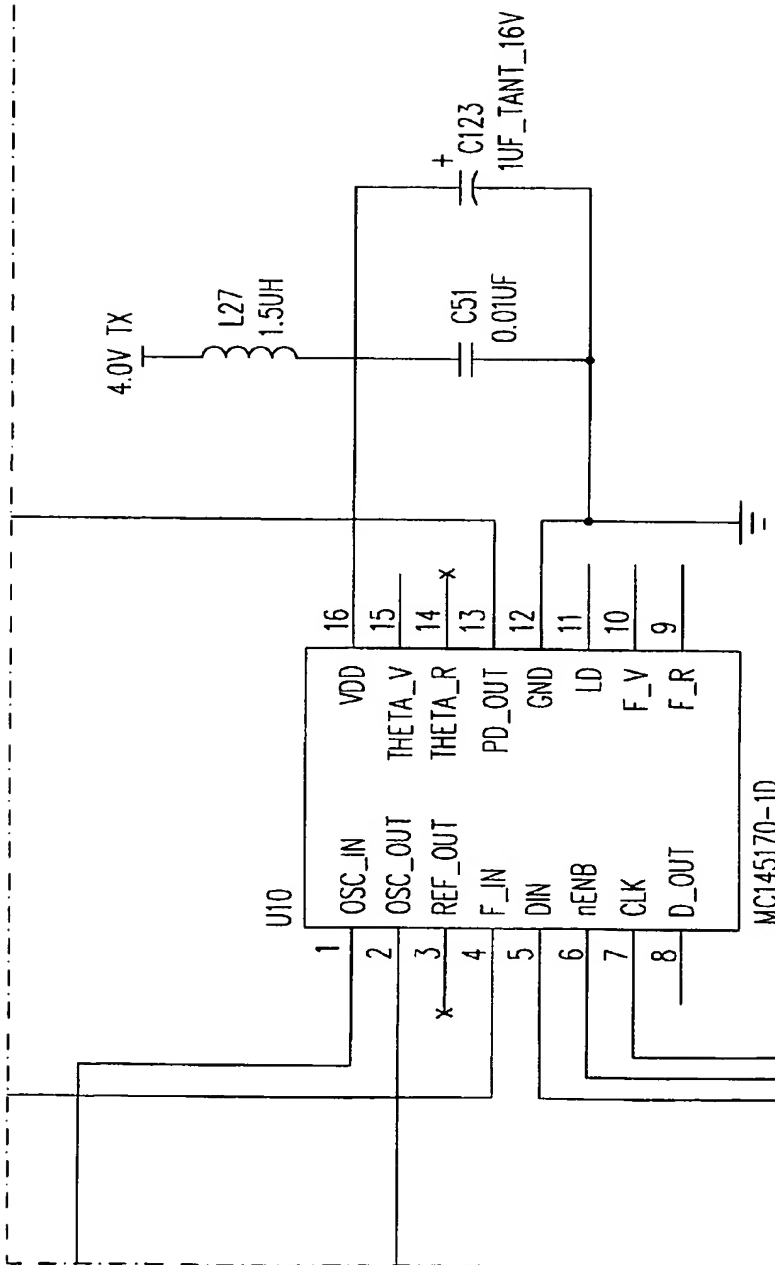 4.0V TX
L27
1.5UH
C51
0.01UF
+
C123
1UF_TANT_16V
U10
1
OSC_IN
2
OSC_OUT
3
REF_OUT
x
4
F_IN
5
DIN
6
nENB
7
CLK
8
D_OUT
16
VDD
15
THETA_V
14
THETA_R
x
13
PD_OUT
12
GND
11
LD
10
F_V
9
F_R
MC145170-1D